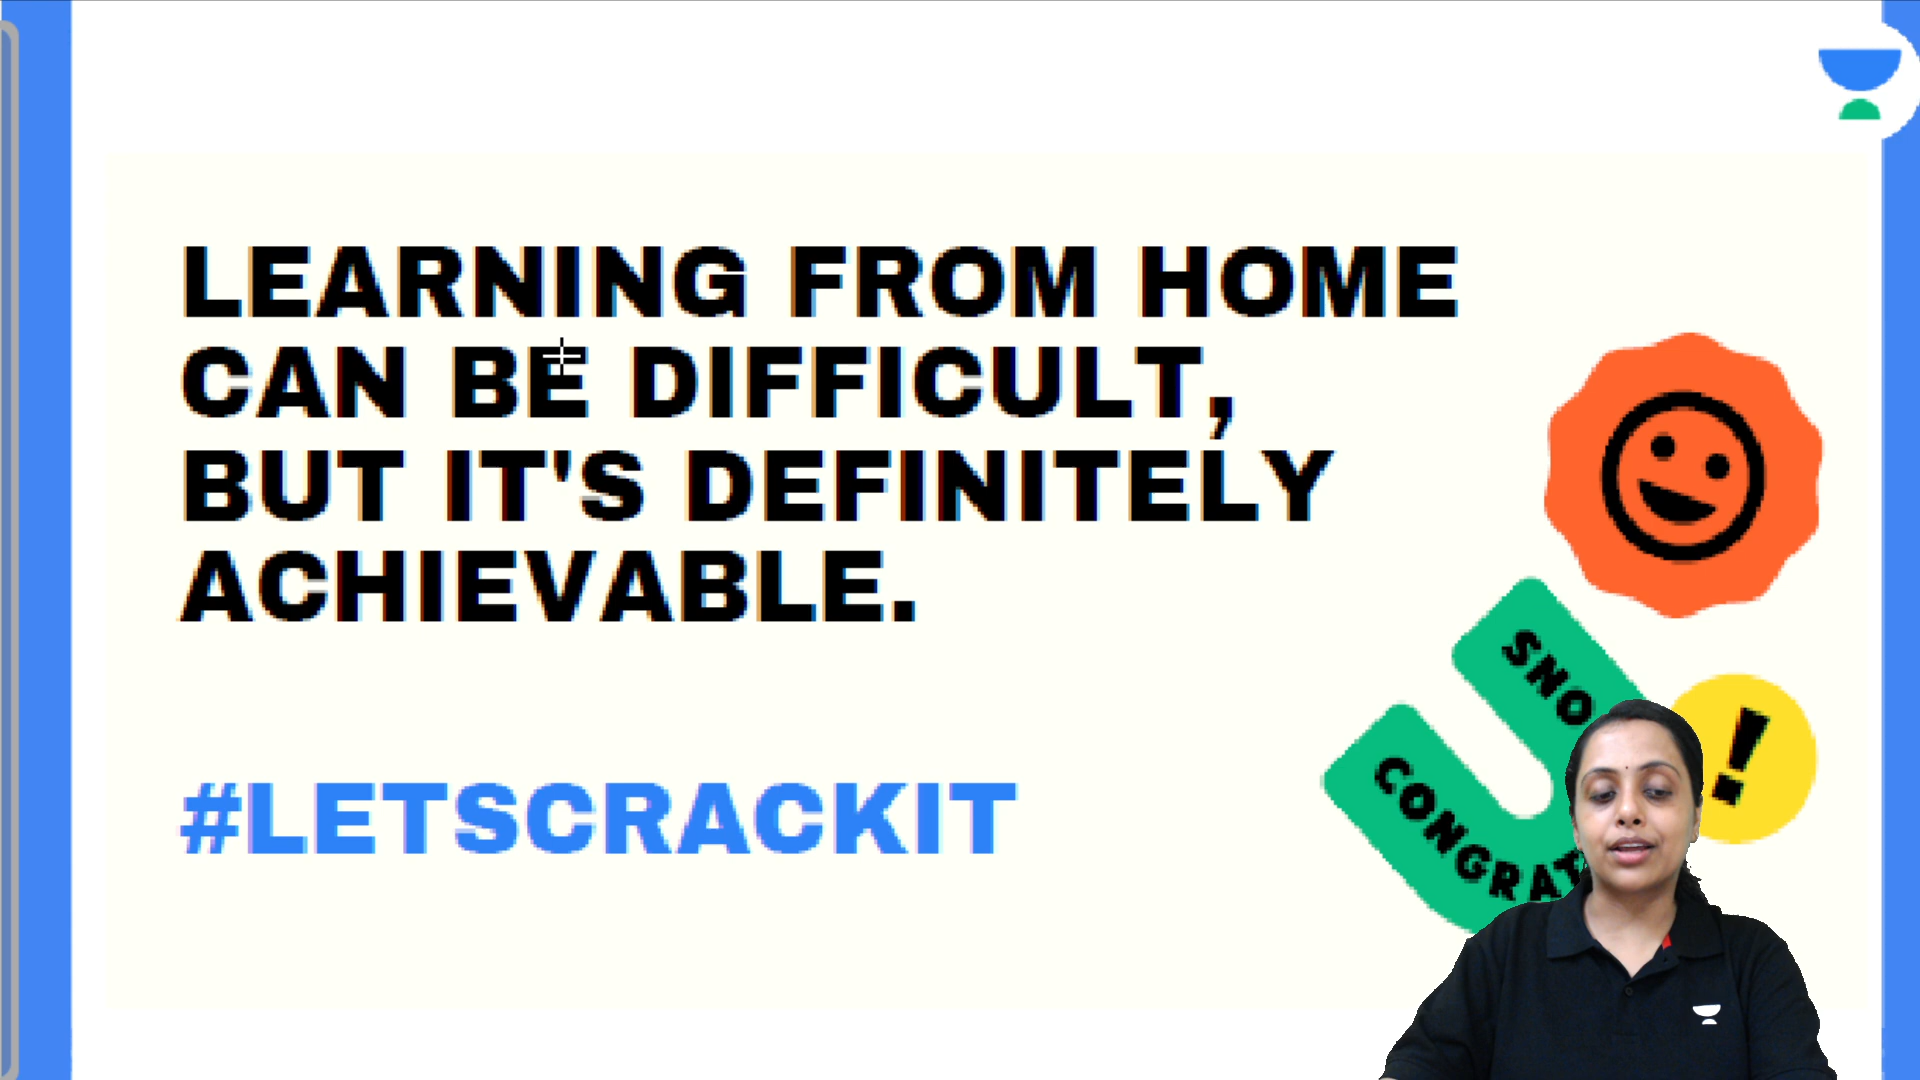 LEARNING FROM HOME
CAN BE DIFFICULT,
BUT IT'S DEFINITELY
ACHIEVABLE.
#LETSCRACKIT
!